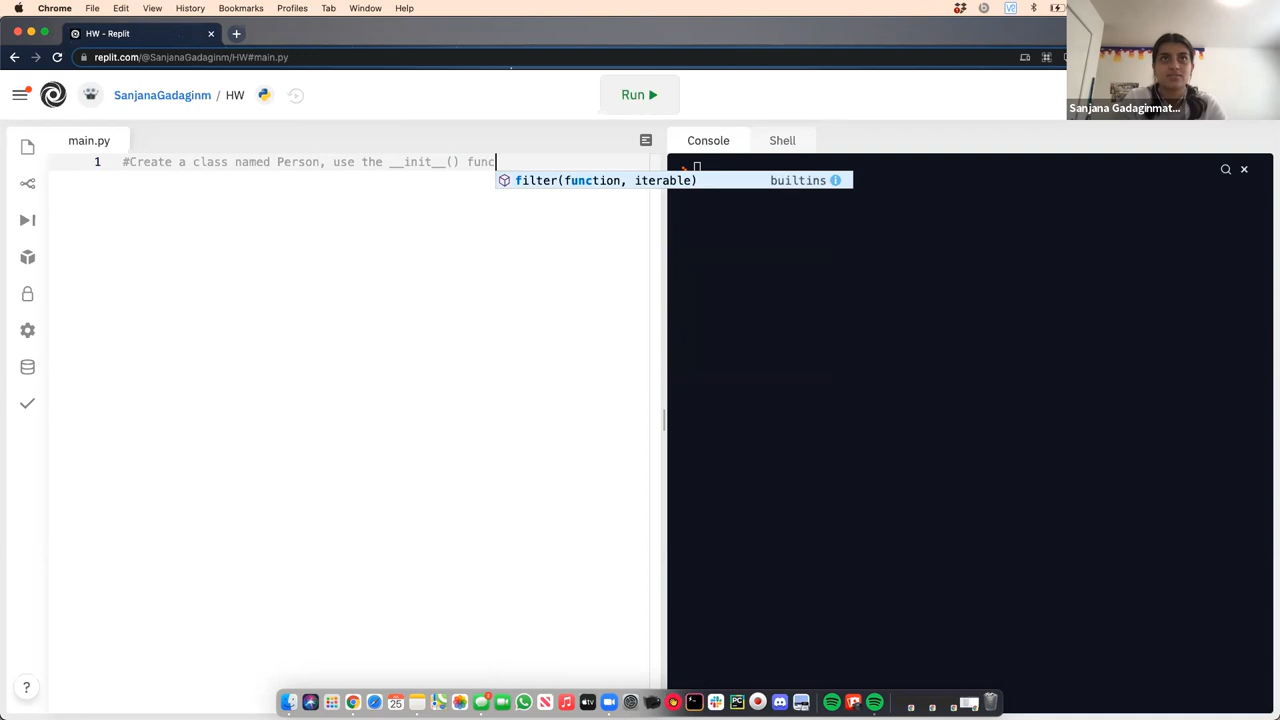 Chrome File Edit View History Bookmarks Profiles Tab Window Help
HW - Replit
replit.com/@SanjanaGadaginm/HW#main.py
Sanjana Gadaginmat...
SanjanaGadaginm / HW
Run
main.py
Console
Shell
1 #Create a class named Person, use the __init__() func
filter(function, iterable) builtins
25
?